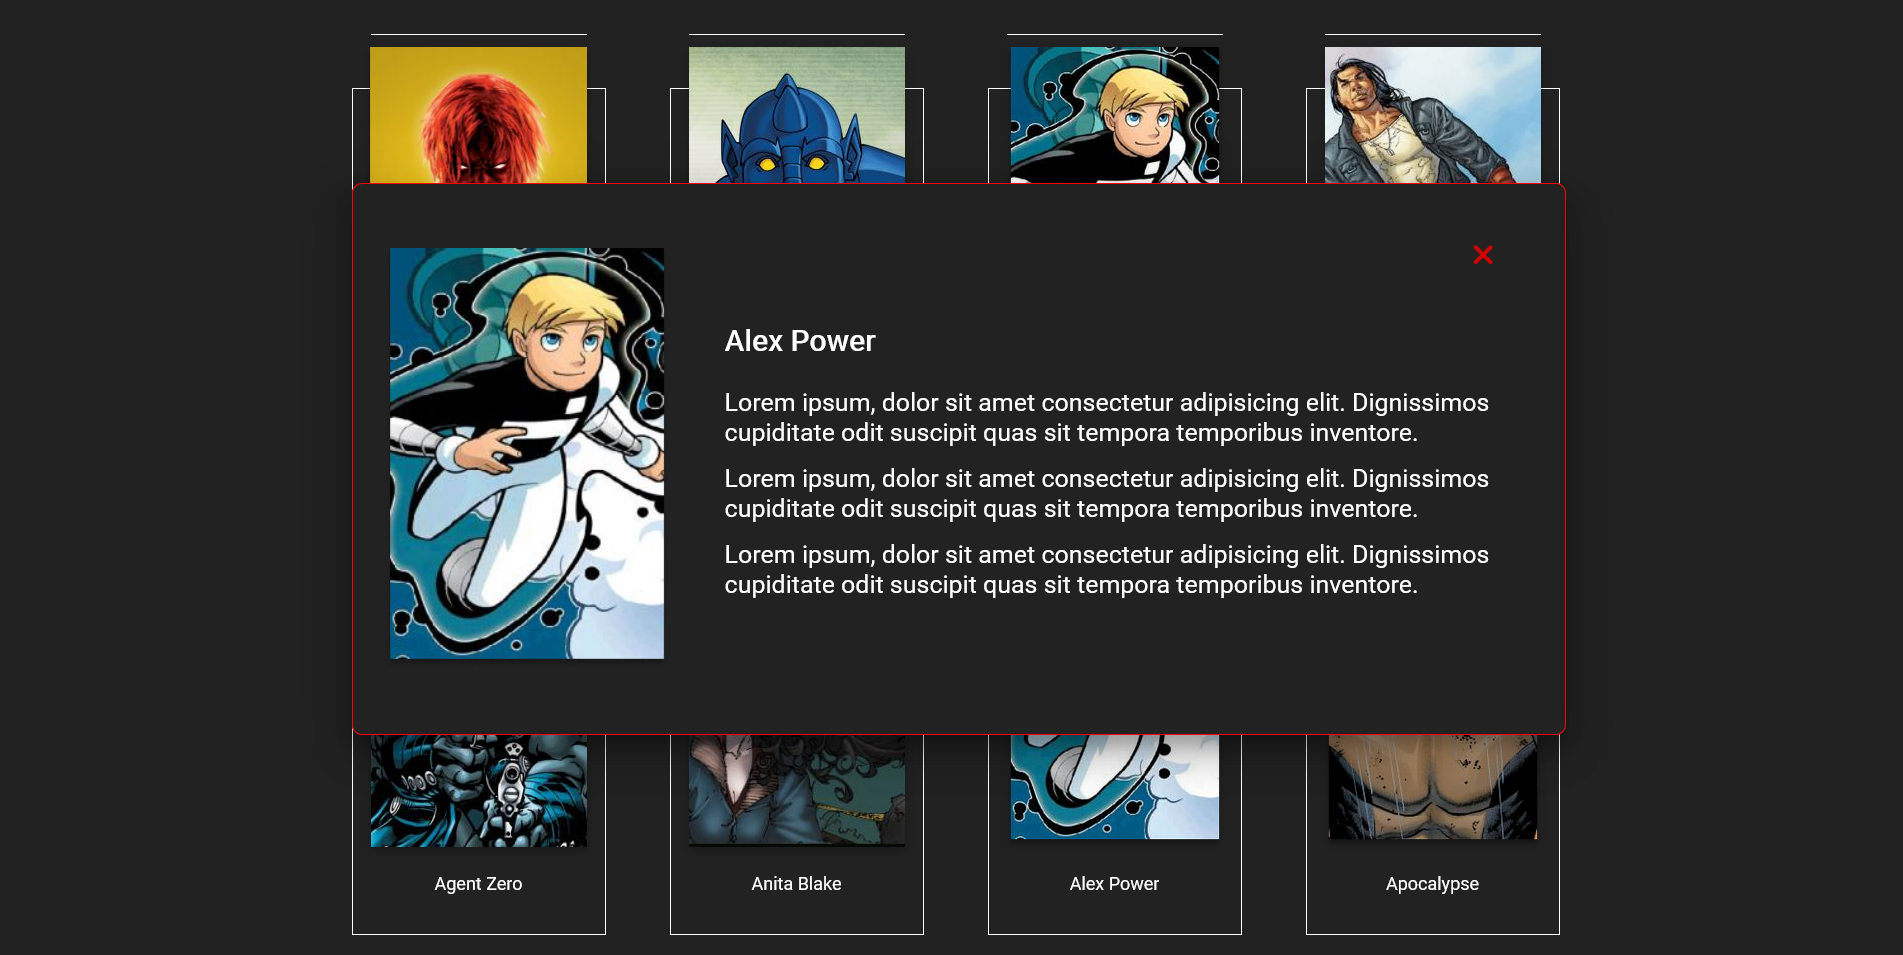 Alex Power
Lorem ipsum, dolor sit amet consectetur adipisicing elit. Dignissimos
cupiditate odit suscipit quas sit tempora temporibus inventore.
Lorem ipsum, dolor sit amet consectetur adipisicing elit. Dignissimos
cupiditate odit suscipit quas sit tempora temporibus inventore.
Lorem ipsum, dolor sit amet consectetur adipisicing elit. Dignissimos
cupiditate odit suscipit quas sit tempora temporibus inventore.
Agent Zero
Anita Blake
Alex Power
Apocalypse